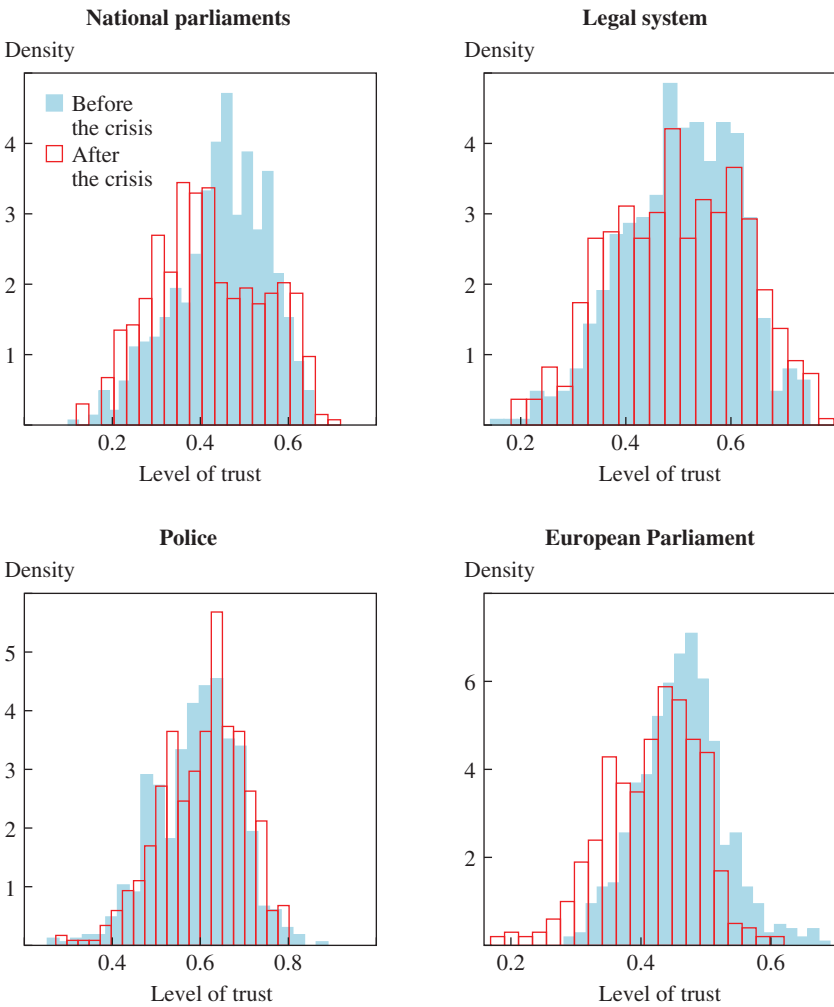 National parliaments
Density
Before
the crisis
After
the crisis
4
3
2
1
0.2 0.4 0.6
Level of trust
Legal system
Density
4
3
2
1
0.2 0.4 0.6
Level of trust
Police
Density
5
4
3
2
1
0.4 0.6 0.8
Level of trust
European Parliament
Density
6
4
2
0.2 0.4 0.6
Level of trust